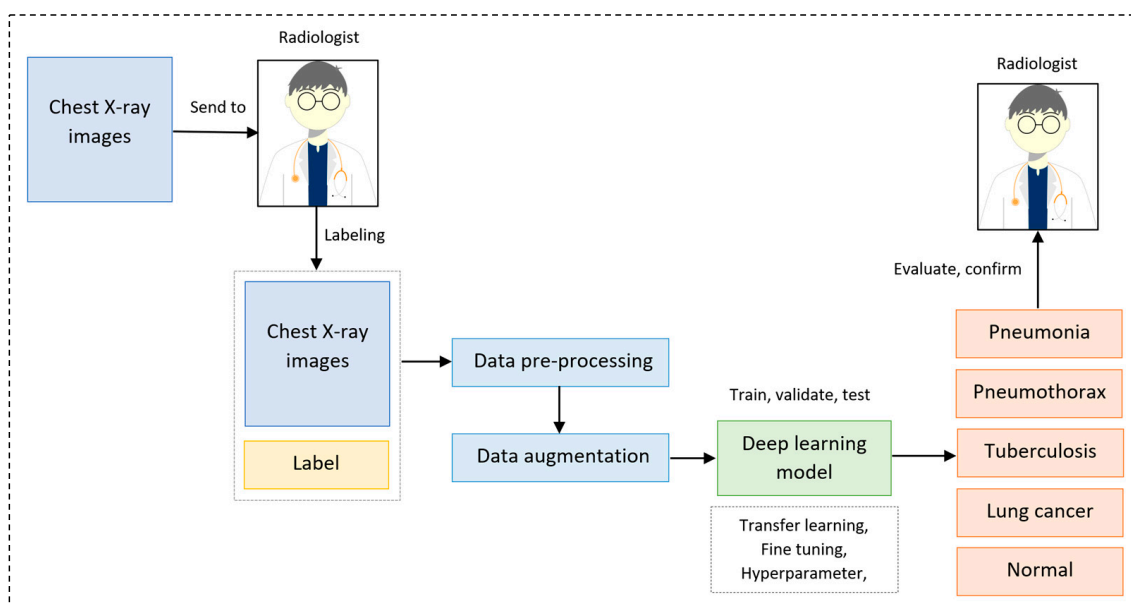 Radiologist
Chest X-ray
images
Send to
Labeling
Chest X-ray
images
Label
Data pre-processing
Data augmentation
Train, validate, test
Deep learning
model
Transfer learning,
Fine tuning,
Hyperparameter,
Radiologist
Evaluate, confirm
Pneumonia
Pneumothorax
Tuberculosis
Lung cancer
Normal